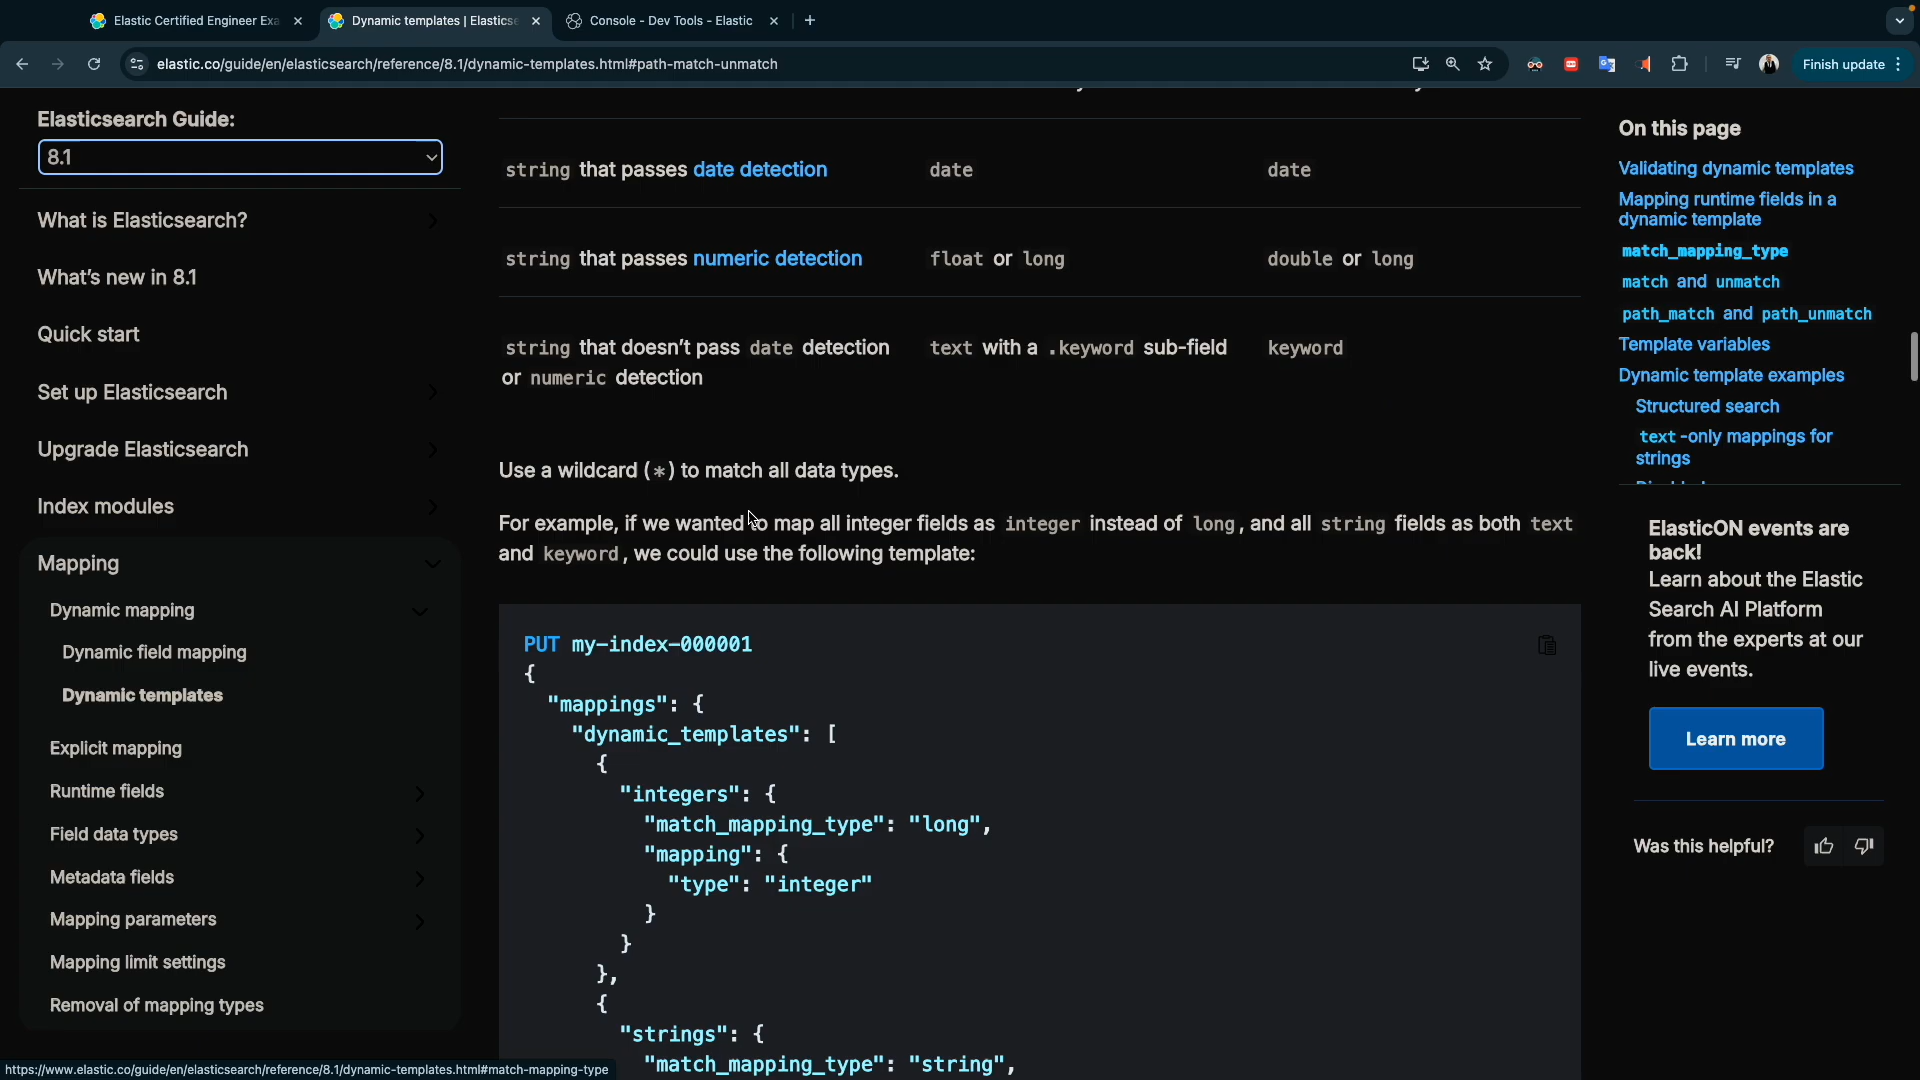 Elastic Certified Engineer Exa
Dynamic templates | Elasticse
Console - Dev Tools - Elastic
elastic.co/guide/en/elasticsearch/reference/8.1/dynamic-templates.html#path-match-unmatch
Finish update
Elasticsearch Guide:
8.1
What is Elasticsearch?
What's new in 8.1
Quick start
Set up Elasticsearch
Upgrade Elasticsearch
Index modules
Mapping
Dynamic mapping
Dynamic field mapping
Dynamic templates
Explicit mapping
Runtime fields
Field data types
Metadata fields
Mapping parameters
Mapping limit settings
Removal of mapping types
string that passes date detection date date
string that passes numeric detection float or long double or long
string that doesn't pass date detection text with a .keyword sub-field keyword
or numeric detection
Use a wildcard (*) to match all data types.
For example, if we wanted to map all integer fields as integer instead of long, and all string fields as both text
and keyword, we could use the following template:
PUT my-index-000001
{
"mappings": {
"dynamic_templates": [
{
"integers": {
"match_mapping_type": "long",
"mapping": {
"type": "integer"
}
}
},
{
"strings": {
"match_mapping_type": "string",
On this page
Validating dynamic templates
Mapping runtime fields in a
dynamic template
match_mapping_type
match and unmatch
path_match and path_unmatch
Template variables
Dynamic template examples
Structured search
text-only mappings for
strings
ElasticON events are
back!
Learn about the Elastic
Search AI Platform
from the experts at our
live events.
Learn more
Was this helpful?
https://www.elastic.co/guide/en/elasticsearch/reference/8.1/dynamic-templates.html#match-mapping-type